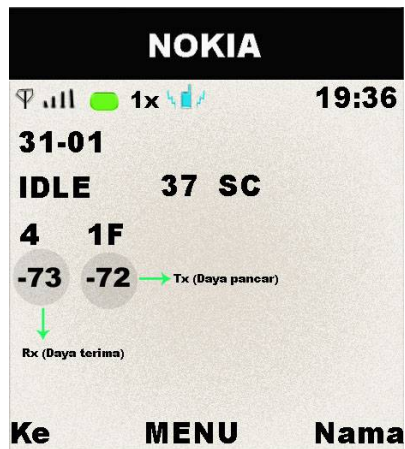 NOKIA
1x 19:36
31-01
IDLE 37 SC
4 1F
-73 -72 Tx (Daya pancar)
Rx (Daya terima)
Ke MENU Nama